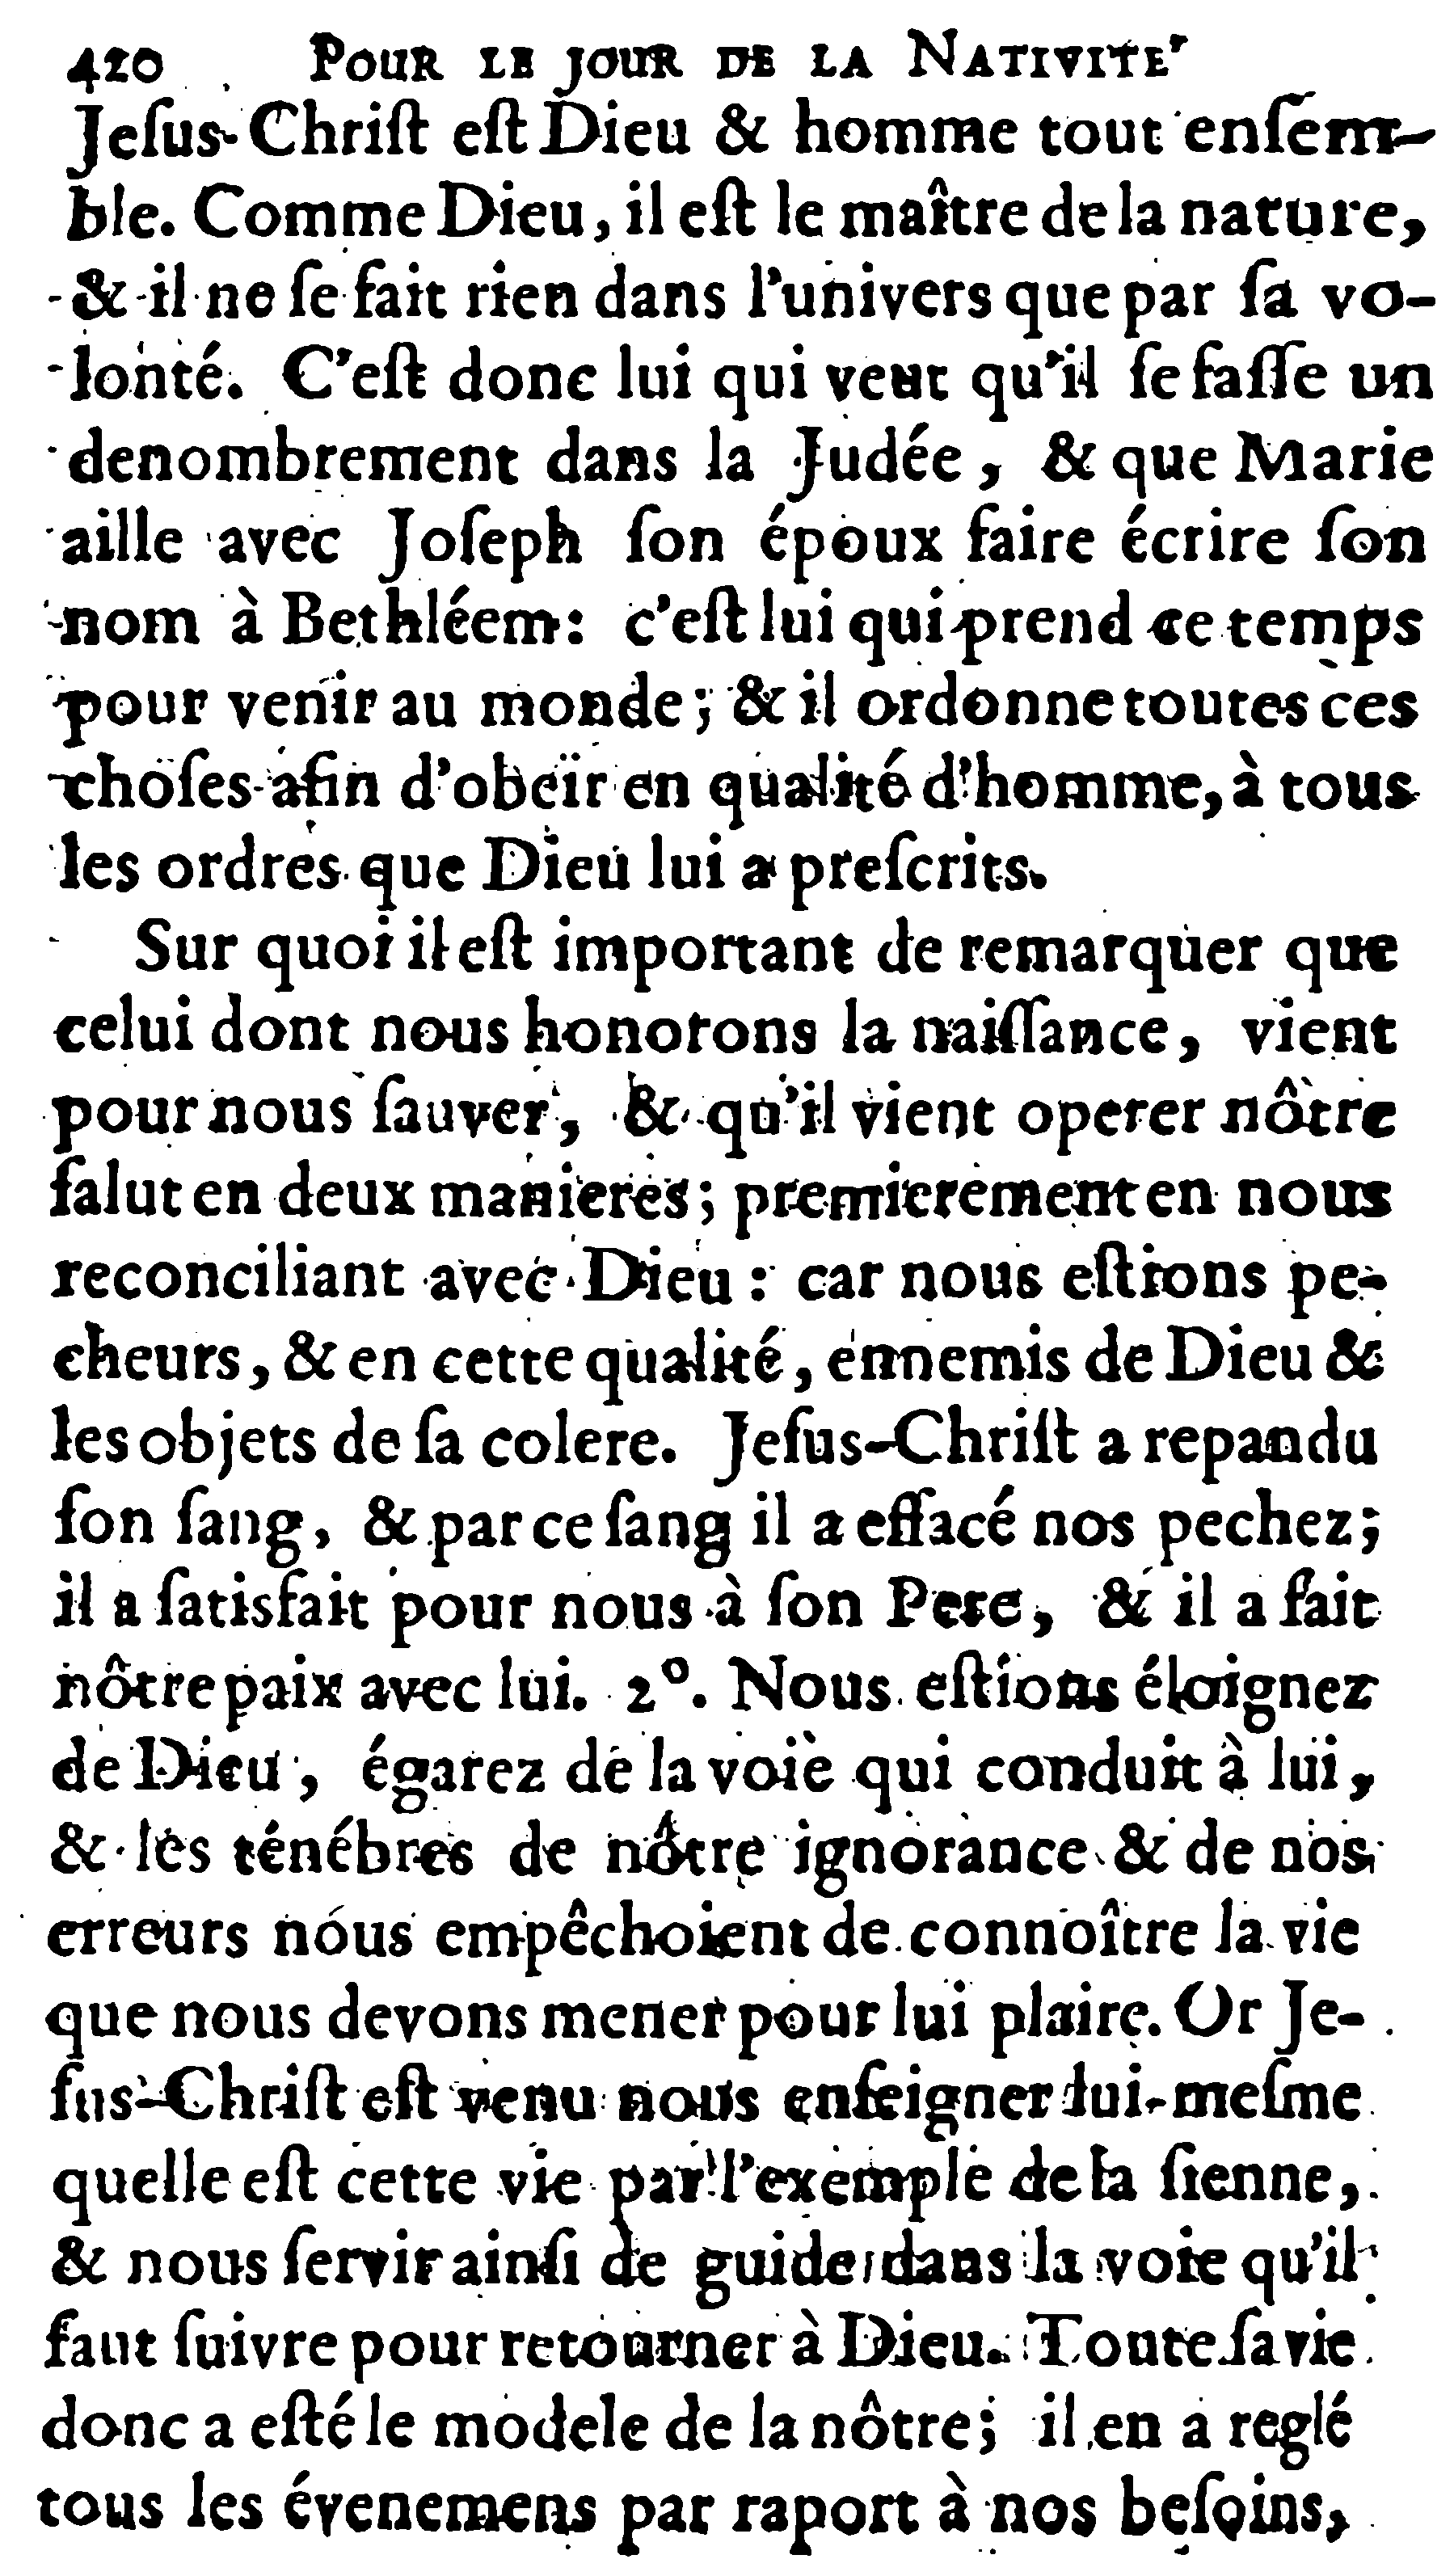 420 POUR LE JOUR DE LA NATIVITE'
Jeſus-Chriſt eſt Dieu & homme tout enſem-
ble. Comme Dieu, il eſt le maître de la nature,
& il ne ſe fait rien dans l'univers que par ſa vo-
lonté. C'eſt donc lui qui veut qu'il ſe faſſe un
denombrement dans la Judée, & que Marie
aille avec Joſeph ſon époux faire écrire ſon
nom à Bethléem: c'eſt lui qui prend ce temps
pour venir au monde; & il ordonne toutes ces
choſes afin d'obeïr en qualité d'homme, à tous
les ordres que Dieu lui a preſcrits.
Sur quoi il eſt important de remarquer que
celui dont nous honorons la naiſſance, vient
pour nous ſauver, & qu'il vient operer nôtre
ſalut en deux manieres; premierement en nous
reconciliant avec Dieu: car nous eſtions pe-
cheurs, & en cette qualité, ennemis de Dieu &
les objets de ſa colere. Jeſus-Chriſt a repandu
ſon ſang, & par ce ſang il a effacé nos pechez;
il a ſatisfait pour nous à ſon Pere, & il a fait
nôtre paix avec lui. 2°. Nous eſtions éloignez
de Dieu, égarez de la voie qui conduit à lui,
& les ténébres de nôtre ignorance & de nos
erreurs nous empêchoient de connoître la vie
que nous devons mener pour lui plaire. Or Je-
ſus-Chriſt eſt venu nous enſeigner lui-meſme
quelle eſt cette vie par l'exemple de la ſienne,
& nous ſervir ainſi de guide dans la voie qu'il
faut ſuivre pour retourner à Dieu. Toute ſa vie
donc a eſté le modele de la nôtre; il en a reglé
tous les évenemens par raport à nos beſoins,